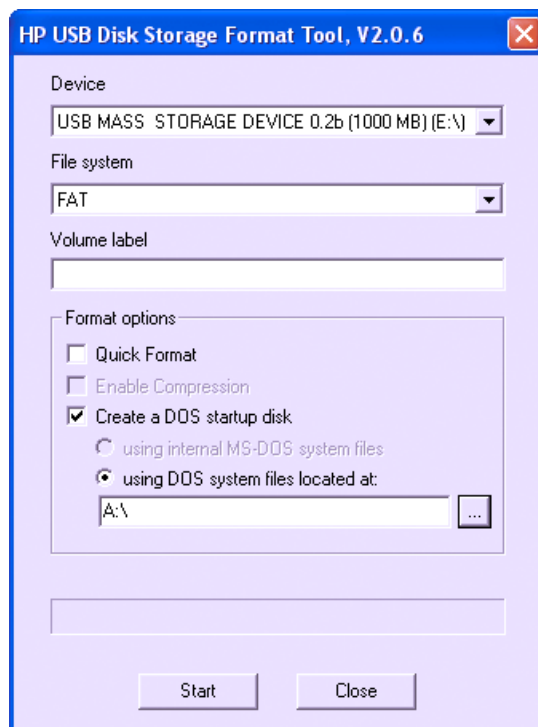 HP USB Disk Storage Format Tool, V2.0.6
Device
USB MASS  STORAGE DEVICE 0.2b (1000 MB) (E:\)
File system
FAT
Volume label
Format options
Quick Format
Enable Compression
Create a DOS startup disk
using internal MS-DOS system files
using DOS system files located at:
A:\
...
Start
Close